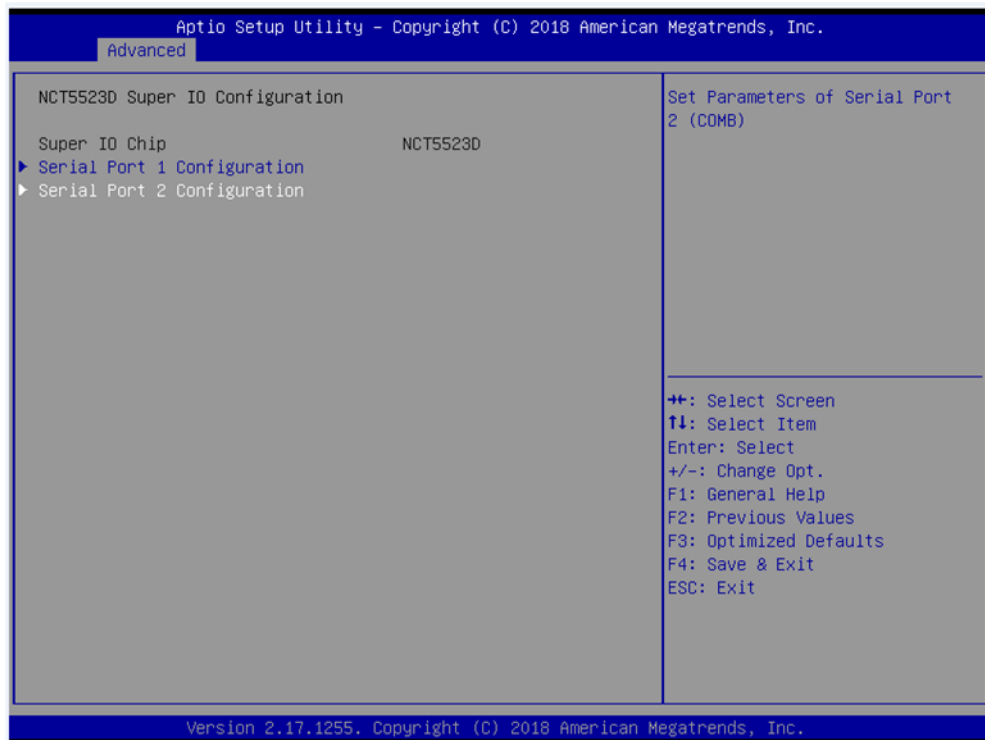 Aptio Setup Utility – Copyright (C) 2018 American Megatrends, Inc.
Advanced
NCT5523D Super IO Configuration
Super IO Chip NCT5523D
Serial Port 1 Configuration
Serial Port 2 Configuration
Set Parameters of Serial Port
2 (COMB)
→←: Select Screen
↑↓: Select Item
Enter: Select
+/-: Change Opt.
F1: General Help
F2: Previous Values
F3: Optimized Defaults
F4: Save & Exit
ESC: Exit
Version 2.17.1255. Copyright (C) 2018 American Megatrends, Inc.